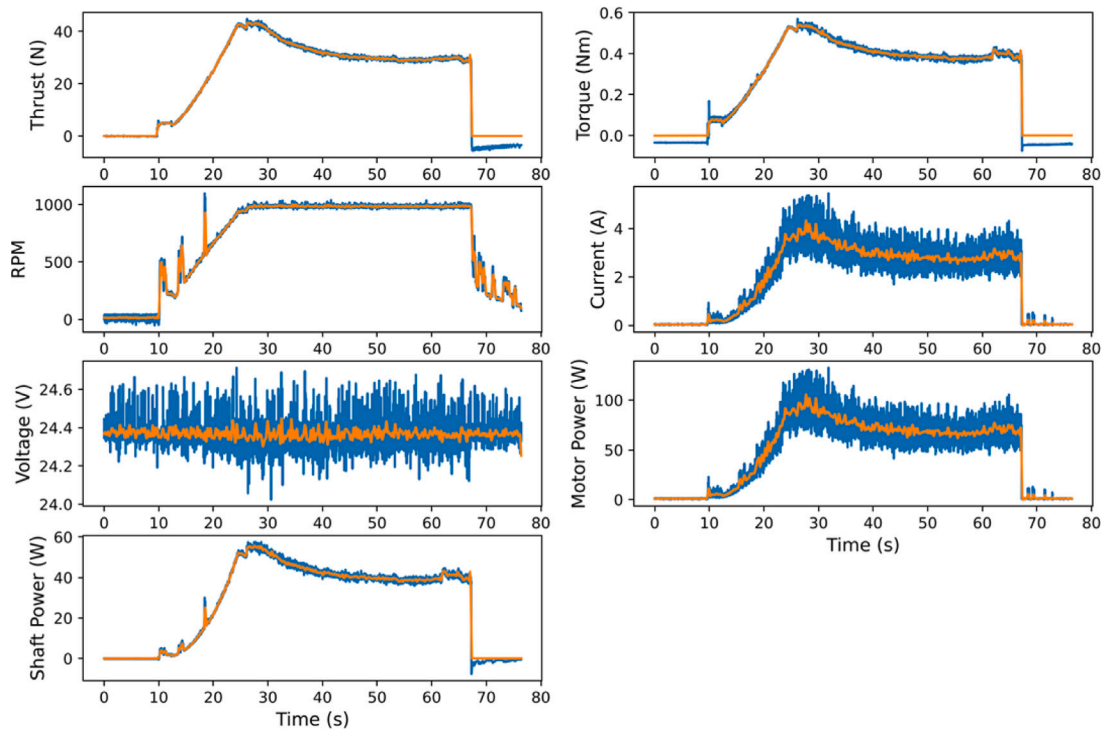 Thrust (N)
40
20
0
0 10 20 30 40 50 60 70 80
Torque (Nm)
0.6
0.4
0.2
0.0
0 10 20 30 40 50 60 70 80
RPM
1000
500
0
0 10 20 30 40 50 60 70 80
Current (A)
4
2
0
0 10 20 30 40 50 60 70 80
Voltage (V)
24.6
24.4
24.2
24.0
0 10 20 30 40 50 60 70 80
Motor Power (W)
100
50
0
0 10 20 30 40 50 60 70 80
Time (s)
Shaft Power (W)
60
40
20
0
0 10 20 30 40 50 60 70 80
Time (s)